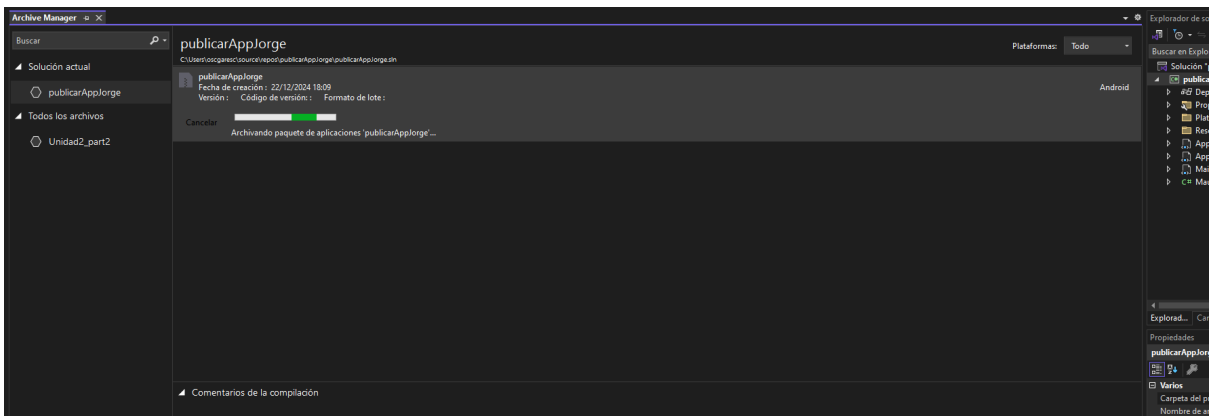 Archive Manager
Buscar
Solución actual
publicarAppJorge
Todos los archivos
Unidad2_part2
publicarAppJorge
C:\Users\oscgaresc\source\repos\publicarAppJorge\publicarAppJorge.sln
Plataformas: Todo
publicarAppJorge
Fecha de creación : 22/12/2024 18:09
Versión : Código de versión: : Formato de lote :
Android
Cancelar
Archivando paquete de aplicaciones 'publicarAppJorge'...
Comentarios de la compilación
Explorador de so
Buscar en Explo
Solución "p
publica
Dep
Prop
Plat
Res
App
App
Mai
C# Mau
Explorad... Car
Propiedades
publicarAppJor
Varios
Carpeta del p
Nombre de a